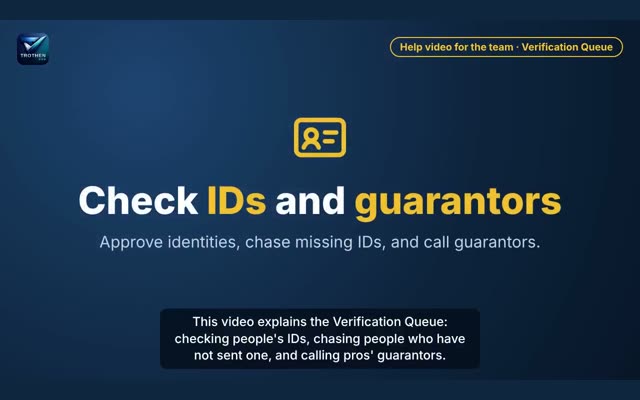 TROTHEN
Help video for the team · Verification Queue
Check IDs and guarantors
Approve identities, chase missing IDs, and call guarantors.
This video explains the Verification Queue:
checking people's IDs, chasing people who have
not sent one, and calling pros' guarantors.